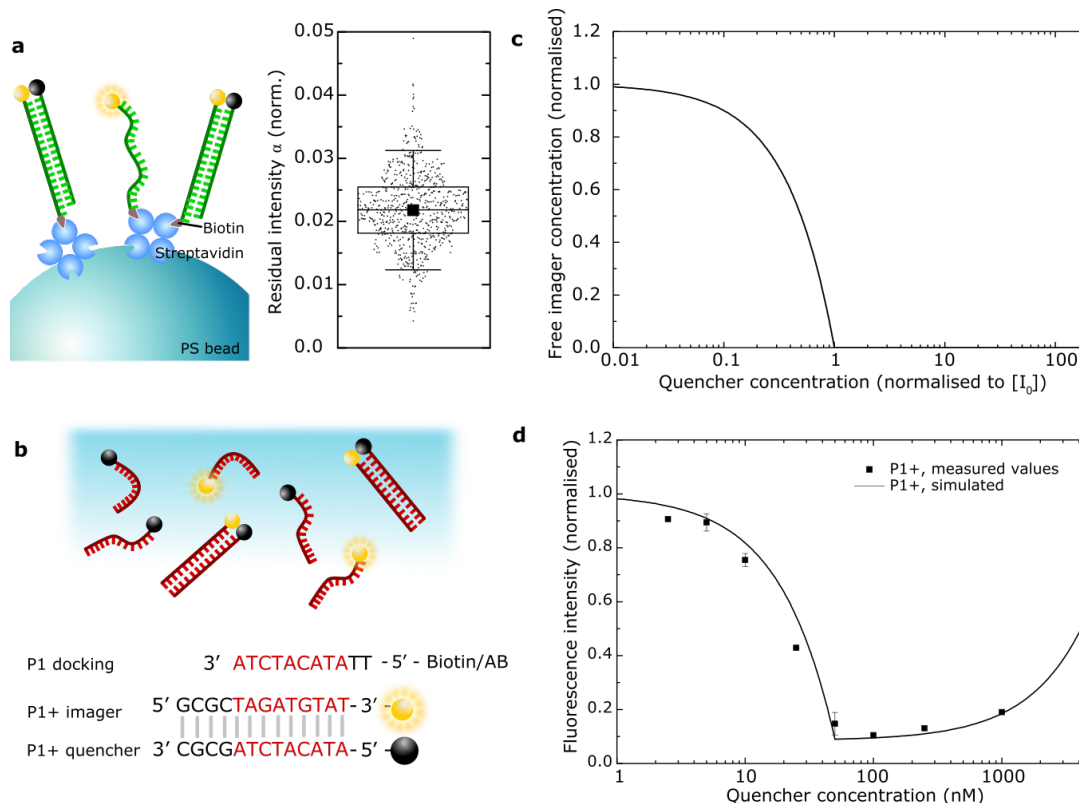 a
Biotin
Streptavidin
PS bead
Residual intensity α (norm.)
0.05
0.04
0.03
0.02
0.01
0.0
c
Free imager concentration (normalised)
1.2
1.0
0.8
0.6
0.4
0.2
0.0
0.01 0.1 1 10 100
Quencher concentration (normalised to [I₀])
b
P1 docking 3′ ATCTACATATT -5′- Biotin/AB
P1+ imager 5′ GCGCTAGATGTAT-3′-
P1+ quencher 3′ CGCGATCTACATA-5′-
d
Fluorescence intensity (normalised)
1.2
1.0
0.8
0.6
0.4
0.2
0.0
P1+, measured values
P1+, simulated
1 10 100 1000
Quencher concentration (nM)